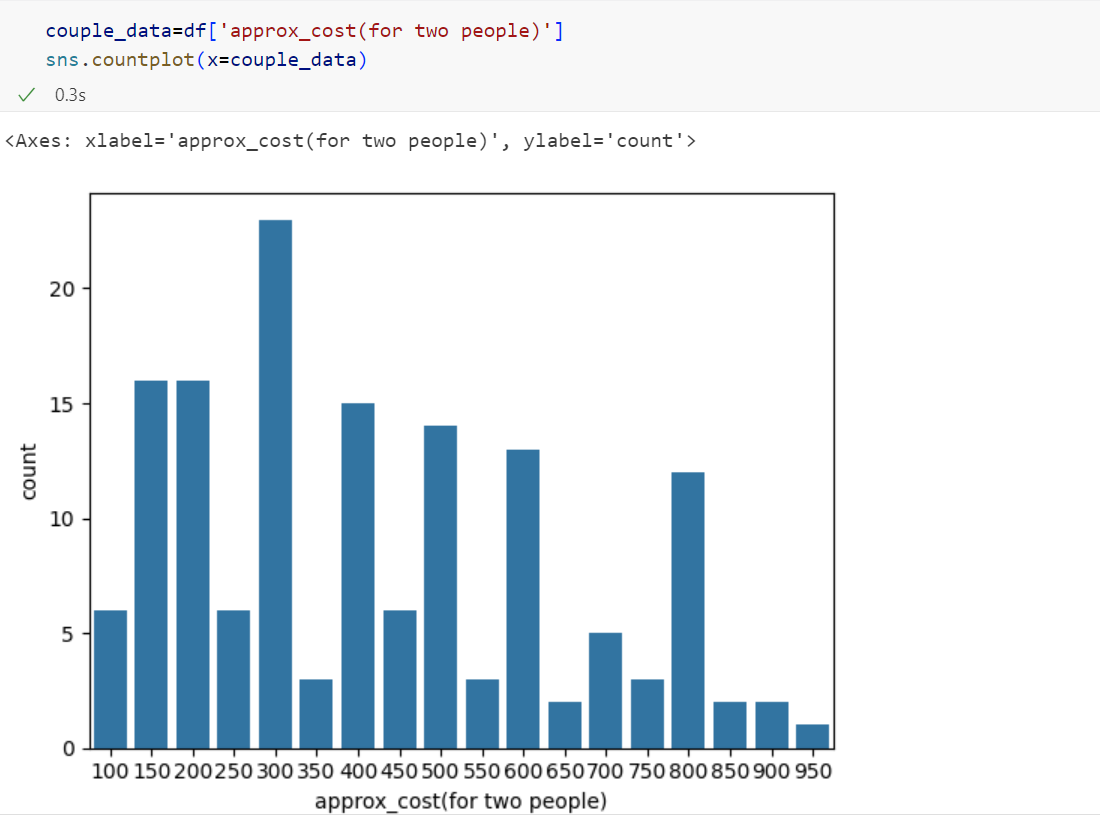 couple_data=df['approx_cost(for two people)']
sns.countplot(x=couple_data)
0.3s
<Axes: xlabel='approx_cost(for two people)', ylabel='count'>
20
15
10
5
0
count
100 150 200 250 300 350 400 450 500 550 600 650 700 750 800 850 900 950
approx_cost(for two people)